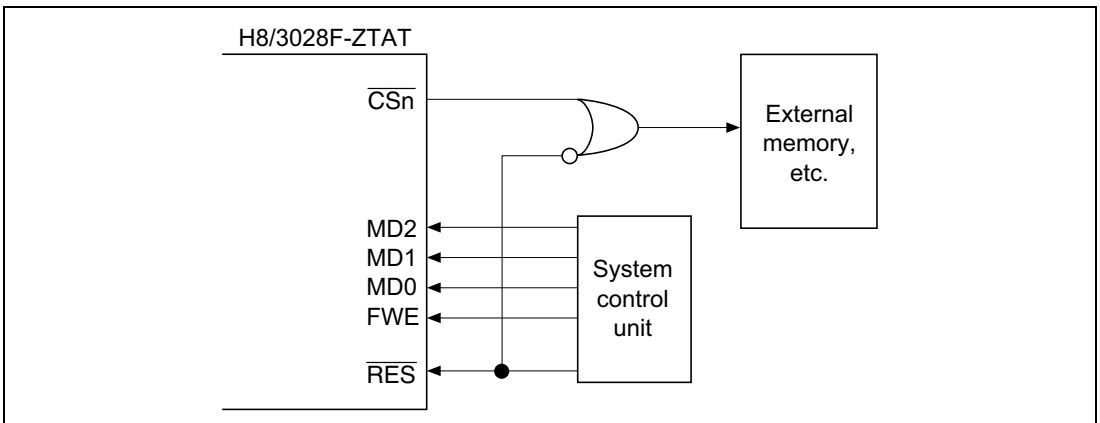 H8/3028F-ZTAT
CSn
External
memory,
etc.
MD2
MD1
MD0
FWE
RES
System
control
unit